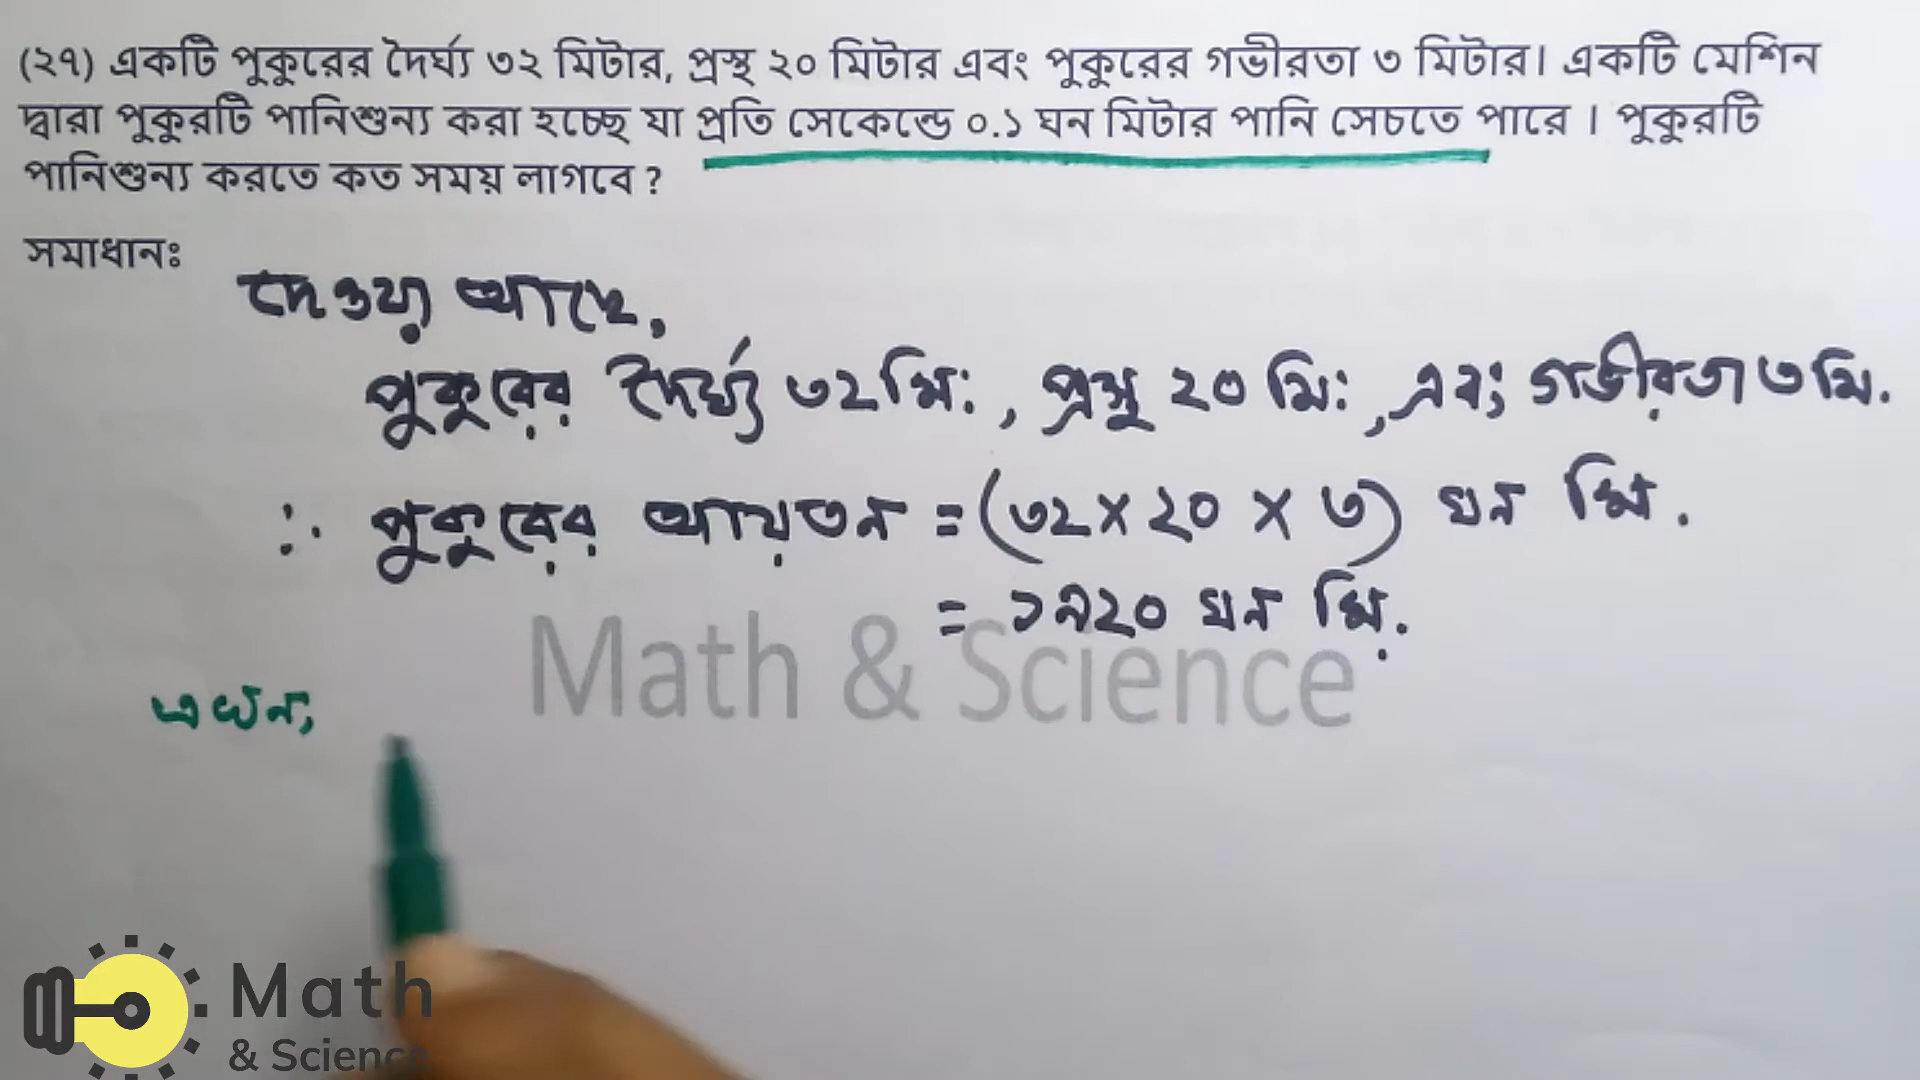 (২৭) একটি পুকুরের দৈর্ঘ্য ৩২ মিটার, প্রস্থ ২০ মিটার এবং পুকুরের গভীরতা ৩ মিটার। একটি মেশিন
দ্বারা পুকুরটি পানিশুন্য করা হচ্ছে যা প্রতি সেকেন্ডে ০.১ ঘন মিটার পানি সেচতে পারে । পুকুরটি
পানিশুন্য করতে কত সময় লাগবে ?
সমাধানঃ
দেওয়া আছে,
পুকুরের দৈর্ঘ্য ৩২ মি:, প্রস্থ ২০ মি:, এবং গভীরতা ৩ মি.
∴ পুকুরের আয়তন = (৩২ × ২০ × ৩) ঘন মি.
= ১৯২০ ঘন মি.
Math & Science
এখন,
Math
& Science